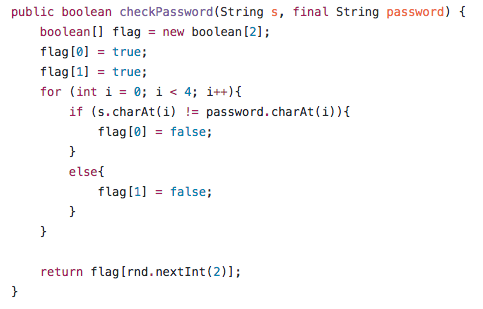 public boolean checkPassword(String s, final String password) {
    boolean[] flag = new boolean[2];
    flag[0] = true;
    flag[1] = true;
    for (int i = 0; i < 4; i++){
        if (s.charAt(i) != password.charAt(i)){
            flag[0] = false;
        }
        else{
            flag[1] = false;
        }
    }

    return flag[rnd.nextInt(2)];
}